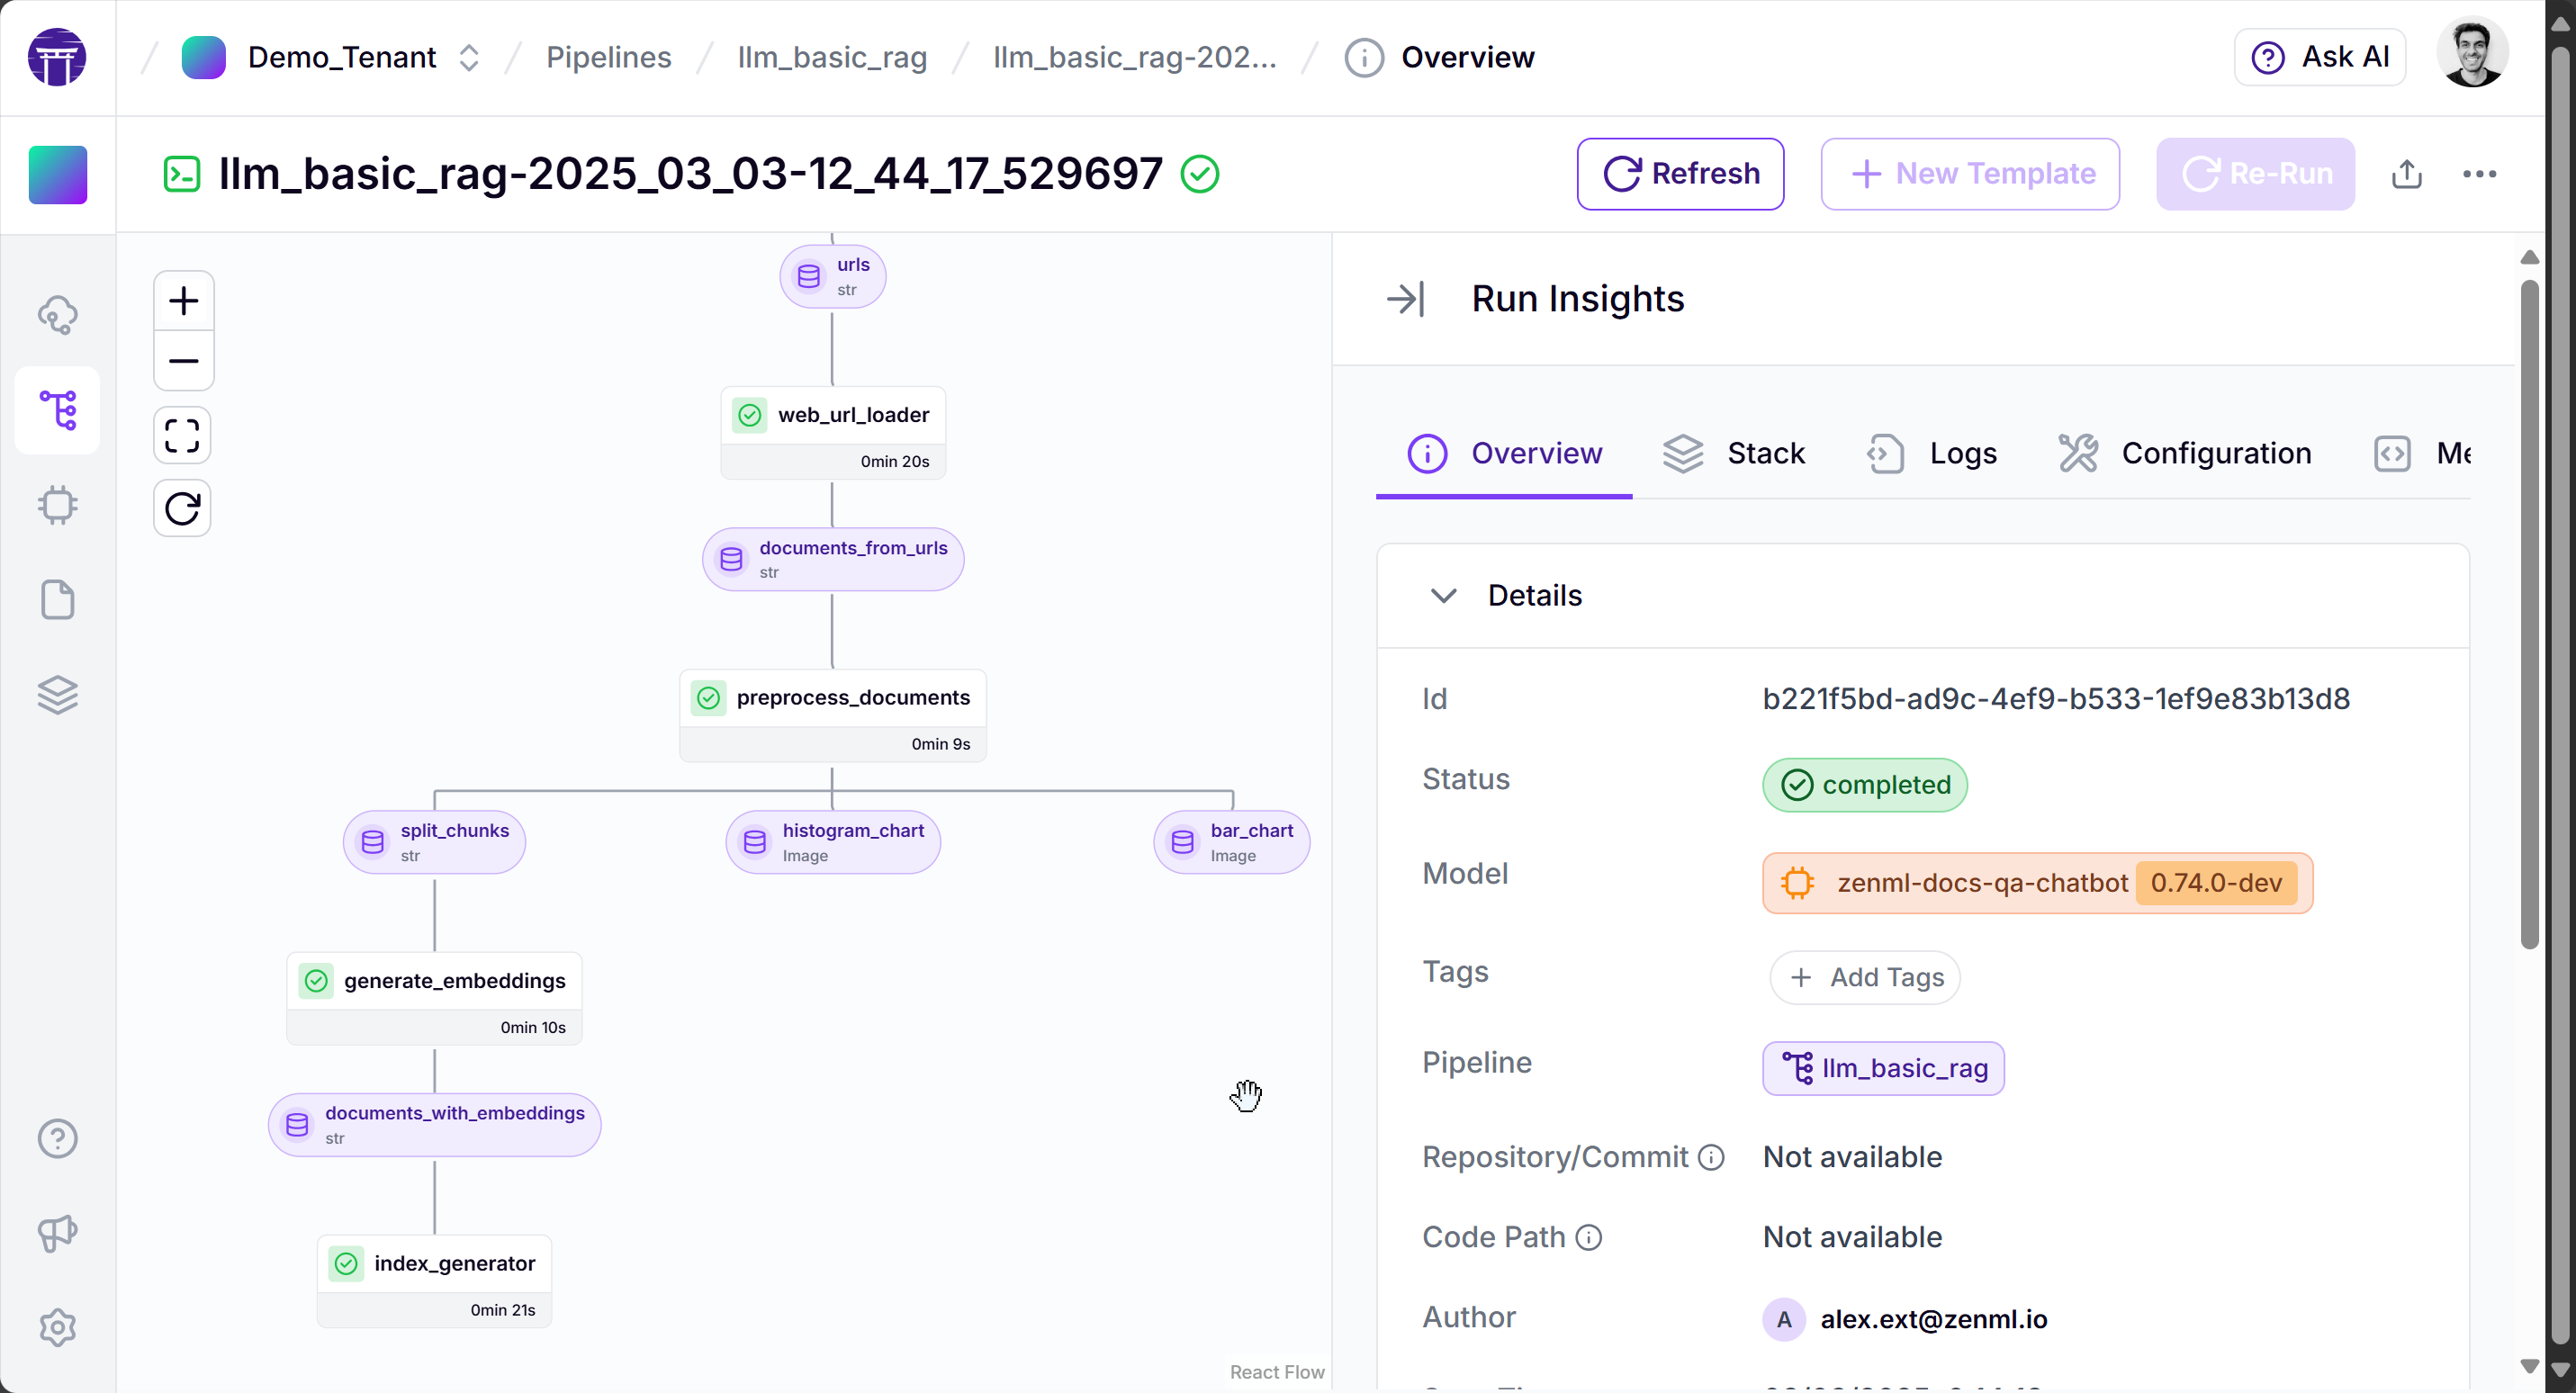 Demo_Tenant / Pipelines / llm_basic_rag / llm_basic_rag-202... / Overview
Ask AI
llm_basic_rag-2025_03_03-12_44_17_529697
Refresh
New Template
Re-Run
urls
str
web_url_loader
0min 20s
documents_from_urls
str
preprocess_documents
0min 9s
split_chunks
str
histogram_chart
Image
bar_chart
Image
generate_embeddings
0min 10s
documents_with_embeddings
str
index_generator
0min 21s
React Flow
Run Insights
Overview
Stack
Logs
Configuration
Details
Id b221f5bd-ad9c-4ef9-b533-1ef9e83b13d8
Status completed
Model zenml-docs-qa-chatbot 0.74.0-dev
Tags Add Tags
Pipeline llm_basic_rag
Repository/Commit Not available
Code Path Not available
Author A alex.ext@zenml.io